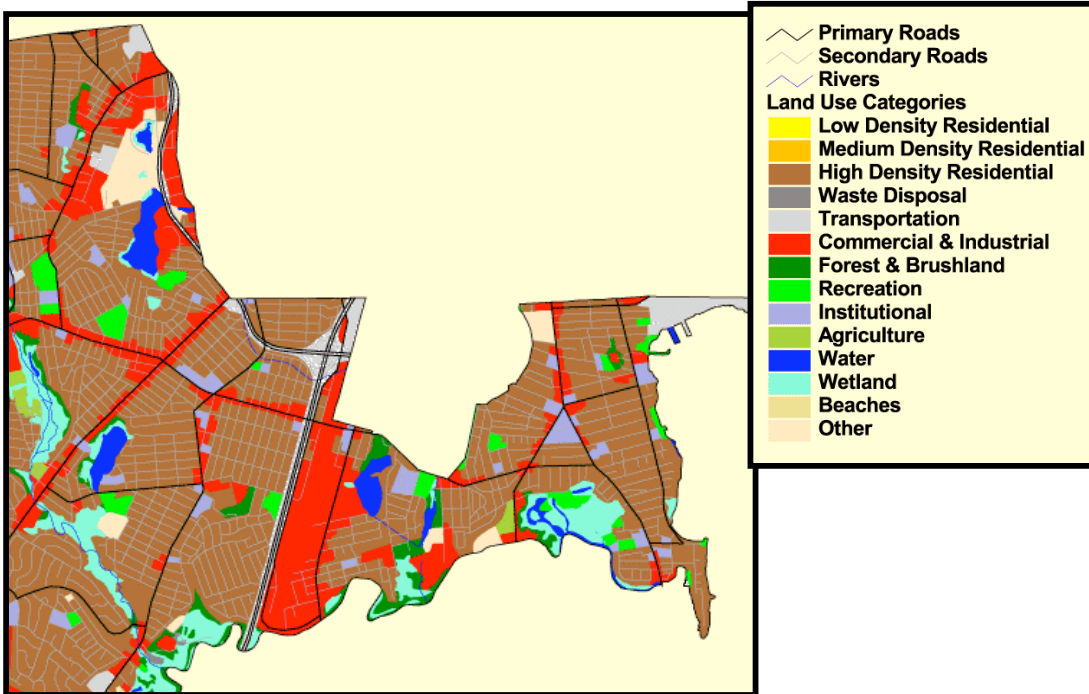 Primary Roads
Secondary Roads
Rivers
Land Use Categories
Low Density Residential
Medium Density Residential
High Density Residential
Waste Disposal
Transportation
Commercial & Industrial
Forest & Brushland
Recreation
Institutional
Agriculture
Water
Wetland
Beaches
Other